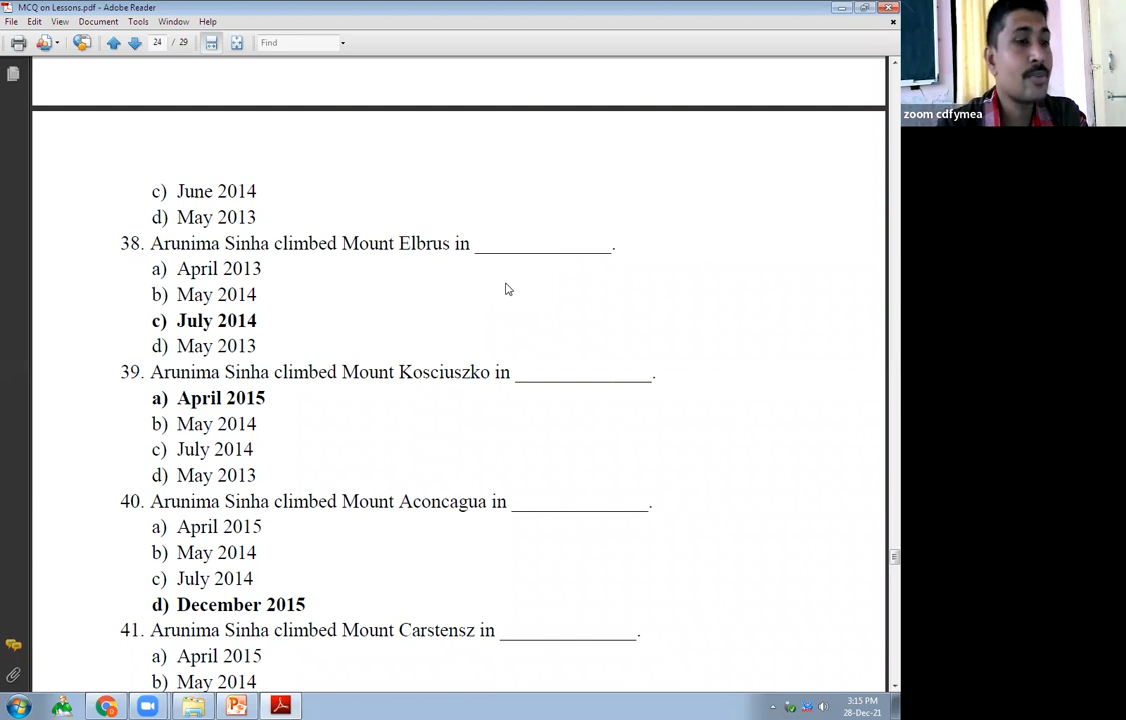 MCQ on Lessons.pdf - Adobe Reader
File Edit View Document Tools Window Help
24 / 29 Find
zoom cdfymea
c) June 2014
d) May 2013
38. Arunima Sinha climbed Mount Elbrus in ______________.
a) April 2013
b) May 2014
c) July 2014
d) May 2013
39. Arunima Sinha climbed Mount Kosciuszko in ______________.
a) April 2015
b) May 2014
c) July 2014
d) May 2013
40. Arunima Sinha climbed Mount Aconcagua in ______________.
a) April 2015
b) May 2014
c) July 2014
d) December 2015
41. Arunima Sinha climbed Mount Carstensz in ______________.
a) April 2015
b) May 2014
3:15 PM
28-Dec-21